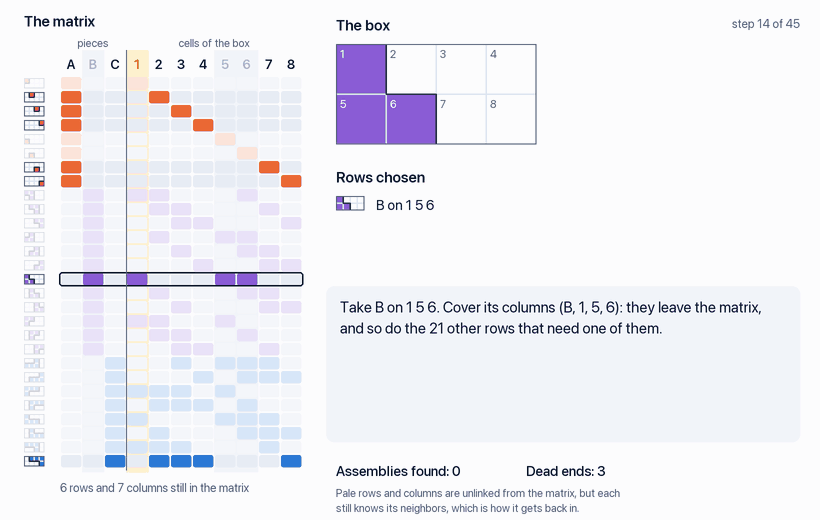 The matrix
pieces
cells of the box
A B C 1 2 3 4 5 6 7 8
6 rows and 7 columns still in the matrix
The box
step 14 of 45
1 2 3 4
5 6 7 8
Rows chosen
B on 1 5 6
Take B on 1 5 6. Cover its columns (B, 1, 5, 6): they leave the matrix,
and so do the 21 other rows that need one of them.
Assemblies found: 0
Dead ends: 3
Pale rows and columns are unlinked from the matrix, but each
still knows its neighbors, which is how it gets back in.